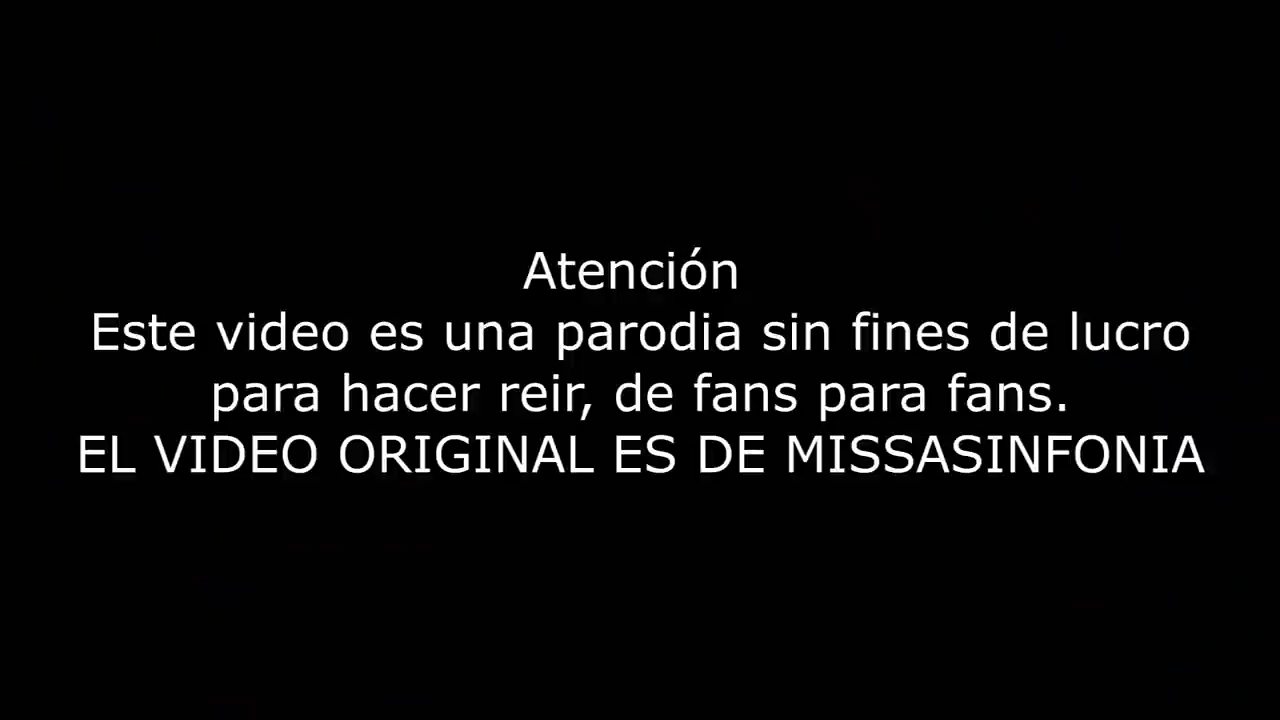 Atención
Este video es una parodia sin fines de lucro
para hacer reir, de fans para fans.
EL VIDEO ORIGINAL ES DE MISSASINFONIA